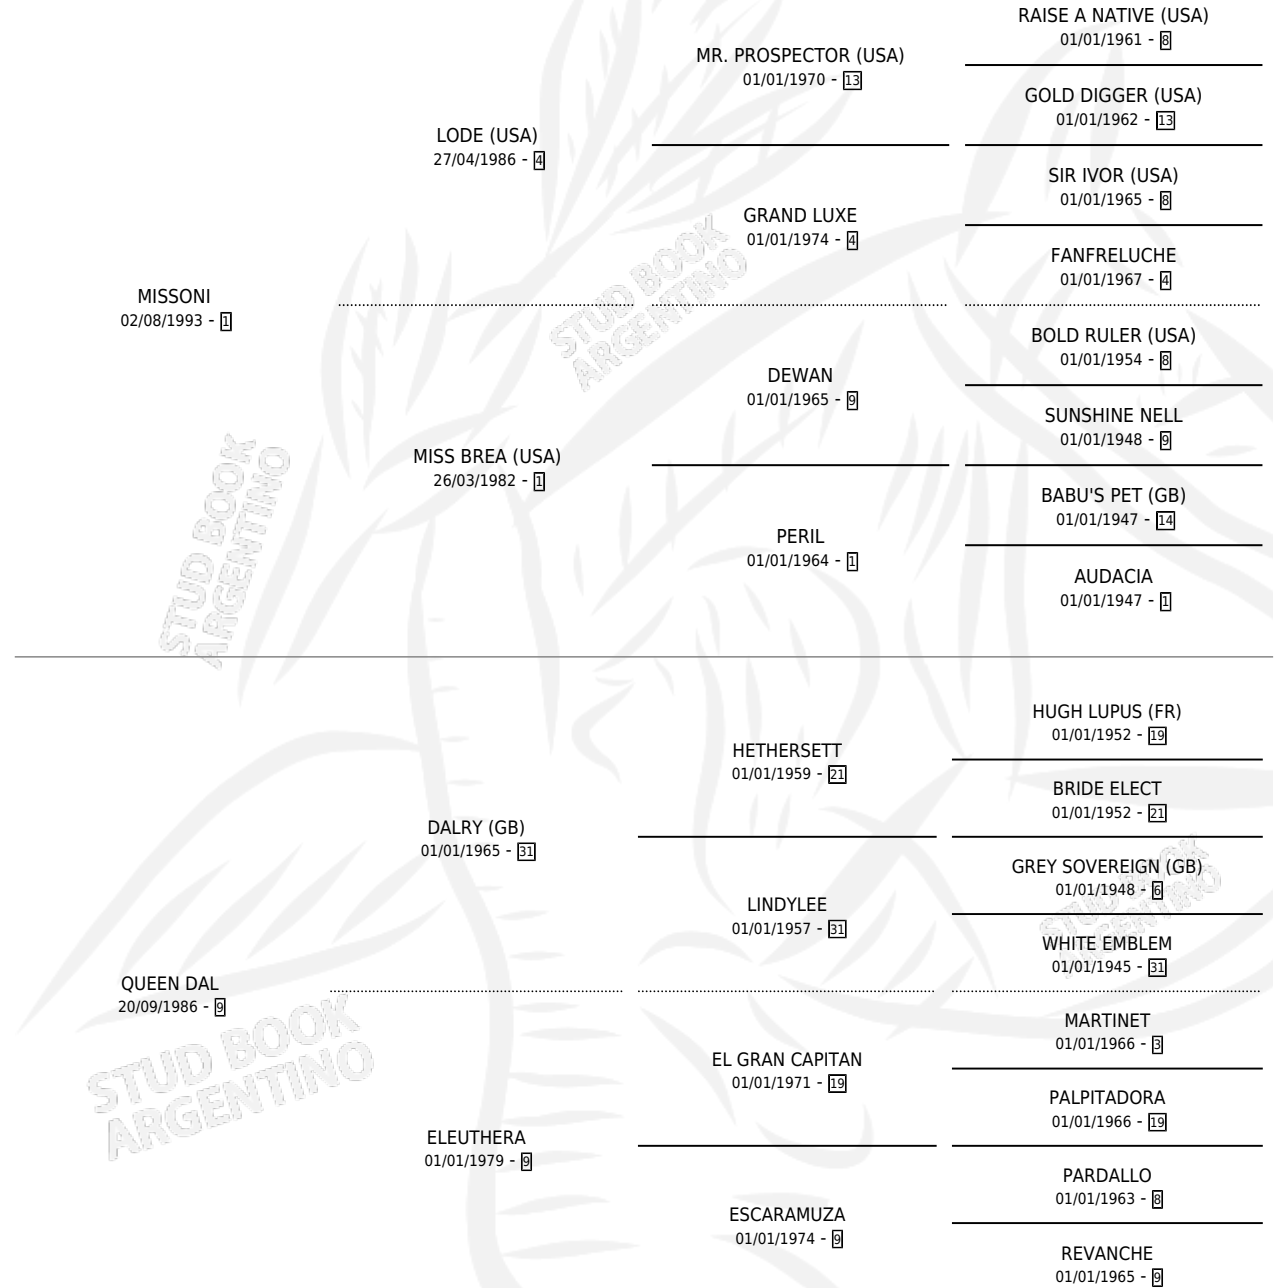 MISSONI
02/08/1993 - 1
LODE (USA)
27/04/1986 - 4
MISS BREA (USA)
26/03/1982 - 1
MR. PROSPECTOR (USA)
01/01/1970 - 13
GRAND LUXE
01/01/1974 - 4
DEWAN
01/01/1965 - 9
PERIL
01/01/1964 - 1
RAISE A NATIVE (USA)
01/01/1961 - 8
GOLD DIGGER (USA)
01/01/1962 - 13
SIR IVOR (USA)
01/01/1965 - 8
FANFRELUCHE
01/01/1967 - 4
BOLD RULER (USA)
01/01/1954 - 8
SUNSHINE NELL
01/01/1948 - 9
BABU'S PET (GB)
01/01/1947 - 14
AUDACIA
01/01/1947 - 1
QUEEN DAL
20/09/1986 - 9
DALRY (GB)
01/01/1965 - 31
ELEUTHERA
01/01/1979 - 9
HETHERSETT
01/01/1959 - 21
LINDYLEE
01/01/1957 - 31
EL GRAN CAPITAN
01/01/1971 - 19
ESCARAMUZA
01/01/1974 - 9
HUGH LUPUS (FR)
01/01/1952 - 19
BRIDE ELECT
01/01/1952 - 21
GREY SOVEREIGN (GB)
01/01/1948 - 6
WHITE EMBLEM
01/01/1945 - 31
MARTINET
01/01/1966 - 3
PALPITADORA
01/01/1966 - 19
PARDALLO
01/01/1963 - 8
REVANCHE
01/01/1965 - 9
STUD BOOK
ARGENTINO
STUD BOOK
ARGENTINO
STUD BOOK
ARGENTINO
STUD BOOK
ARGENTINO